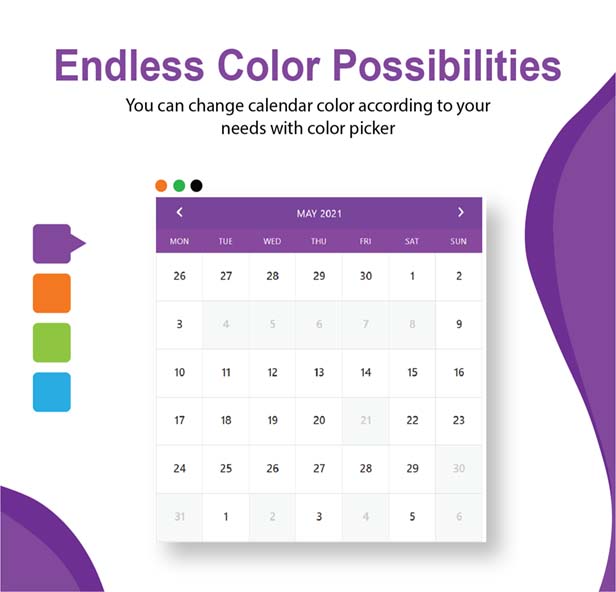 Endless Color Possibilities
You can change calendar color according to your
needs with color picker
MAY 2021
MON TUE WED THU FRI SAT SUN
26 27 28 29 30 1 2
3 4 5 6 7 8 9
10 11 12 13 14 15 16
17 18 19 20 21 22 23
24 25 26 27 28 29 30
31 1 2 3 4 5 6